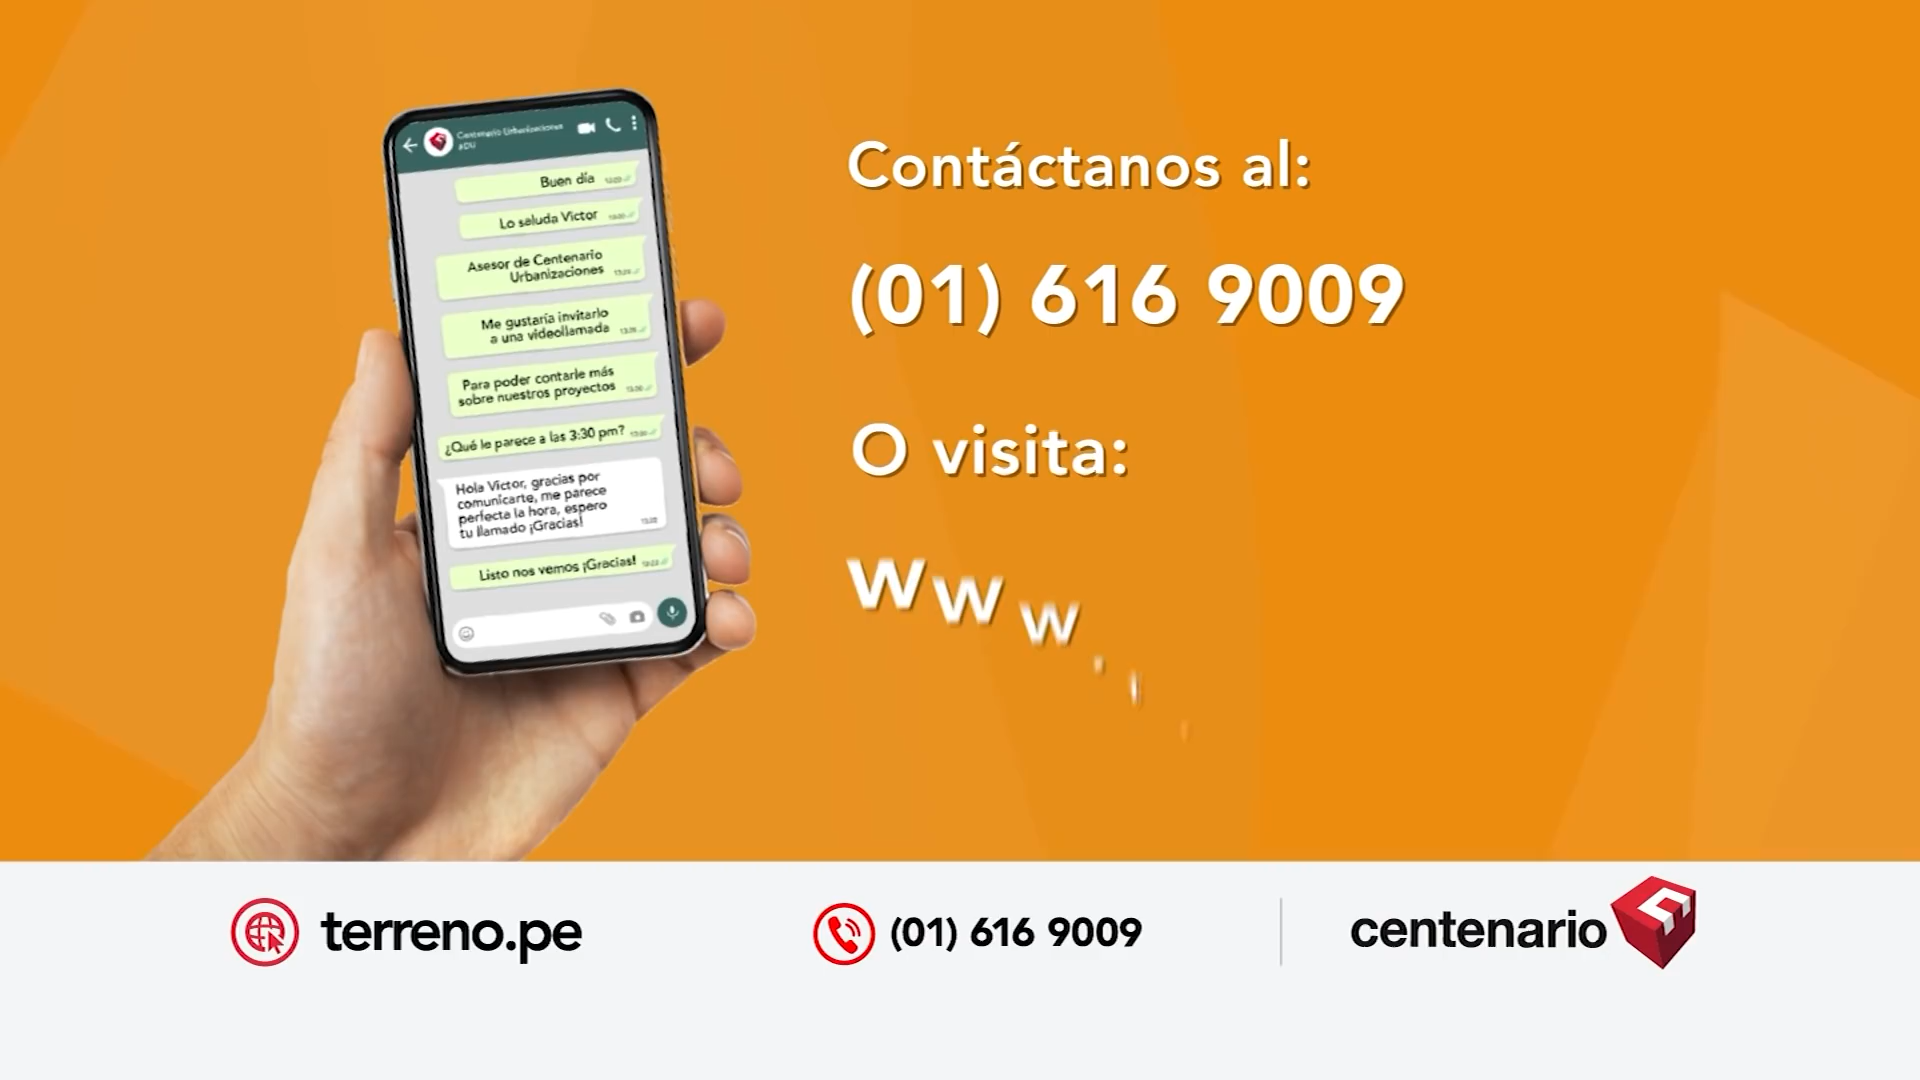 Centenario Urbanizaciones
Buen día
Lo saluda Victor
Asesor de Centenario
Urbanizaciones
Me gustaría invitarlo
a una videollamada
Para poder contarle más
sobre nuestros proyectos
¿Qué le parece a las 3:30 pm?
Hola Victor, gracias por
comunicarte, me parece
perfecta la hora, espero
tu llamado ¡Gracias!
Listo nos vemos ¡Gracias!
Contáctanos al:
(01) 616 9009
O visita:
www.
terreno.pe
(01) 616 9009
centenario